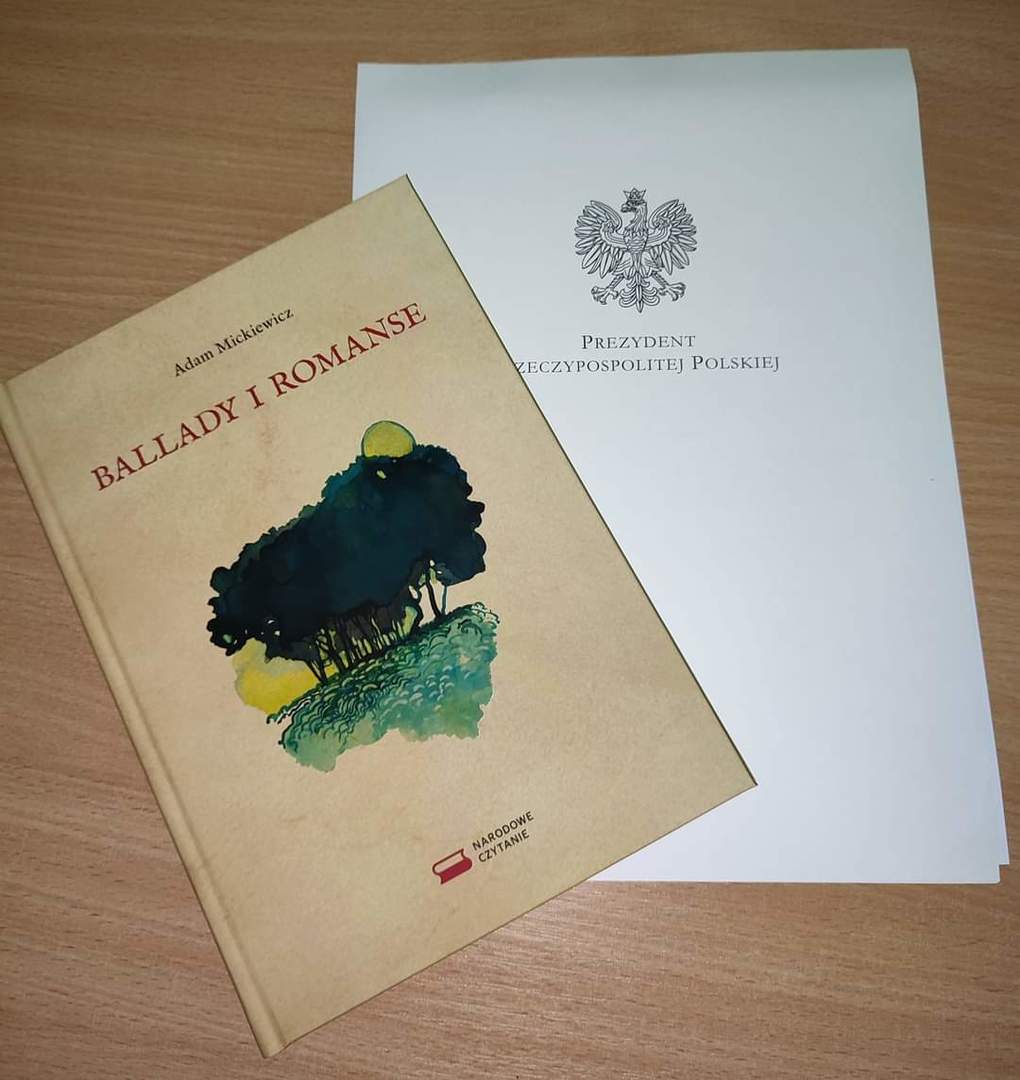 Adam Mickiewicz
BALLADY I ROMANSE
NARODOWE
CZYTANIE
PREZYDENT
ZECZYPOSPOLITEJ POLSKIEJ